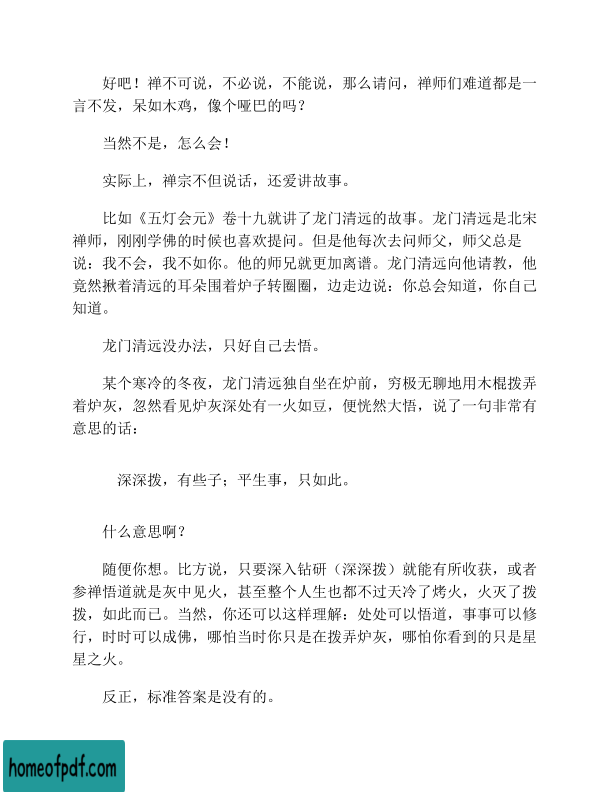 好吧！禅不可说，不必说，不能说，那么请问，禅师们难道都是一
言不发，呆如木鸡，像个哑巴的吗？
当然不是，怎么会！
实际上，禅宗不但说话，还爱讲故事。
比如《五灯会元》卷十九就讲了龙门清远的故事。龙门清远是北宋
禅师，刚刚学佛的时候也喜欢提问。但是他每次去问师父，师父总是
说：我不会，我不如你。他的师兄就更加离谱。龙门清远向他请教，他
竟然揪着清远的耳朵围着炉子转圈圈，边走边说：你总会知道，你自己
知道。
龙门清远没办法，只好自己去悟。
某个寒冷的冬夜，龙门清远独自坐在炉前，穷极无聊地用木棍拨弄
着炉灰，忽然看见炉灰深处有一火如豆，便恍然大悟，说了一句非常有
意思的话：
深深拨，有些子；平生事，只如此。
什么意思啊？
随便你想。比方说，只要深入钻研（深深拨）就能有所收获，或者
参禅悟道就是灰中见火，甚至整个人生也都不过天冷了烤火，火灭了拨
拨，如此而已。当然，你还可以这样理解：处处可以悟道，事事可以修
行，时时可以成佛，哪怕当时你只是在拨弄炉灰，哪怕你看到的只是星
星之火。
反正，标准答案是没有的。
homeofpdf.com